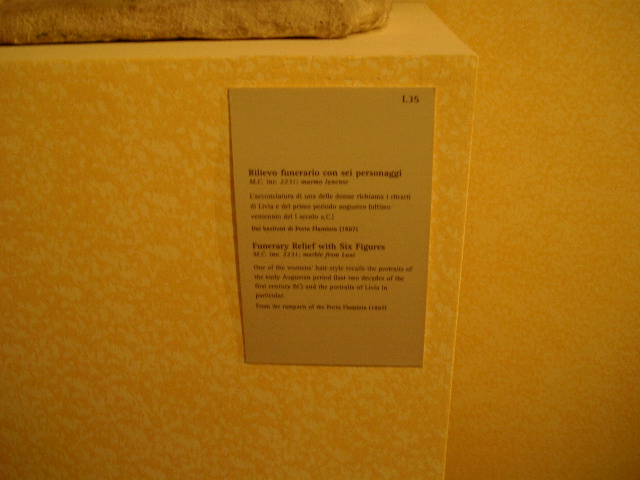 I.35
Rilievo funerario con sei personaggi
M.C. inv. 2231; marmo lunense
L'acconciatura di una delle donne richiama i ritratti
di Livia e del primo periodo augusteo (ultimo
ventennio del I secolo a.C.)
Dai bastioni di Porta Flaminia (1887)
Funerary Relief with Six Figures
M.C. inv. 2231; marble from Luni
One of the womens' hair-style recalls the portraits of
the early Augustan period (last two decades of the
first century BC) and the portraits of Livia in
particular.
From the ramparts of the Porta Flaminia (1887)